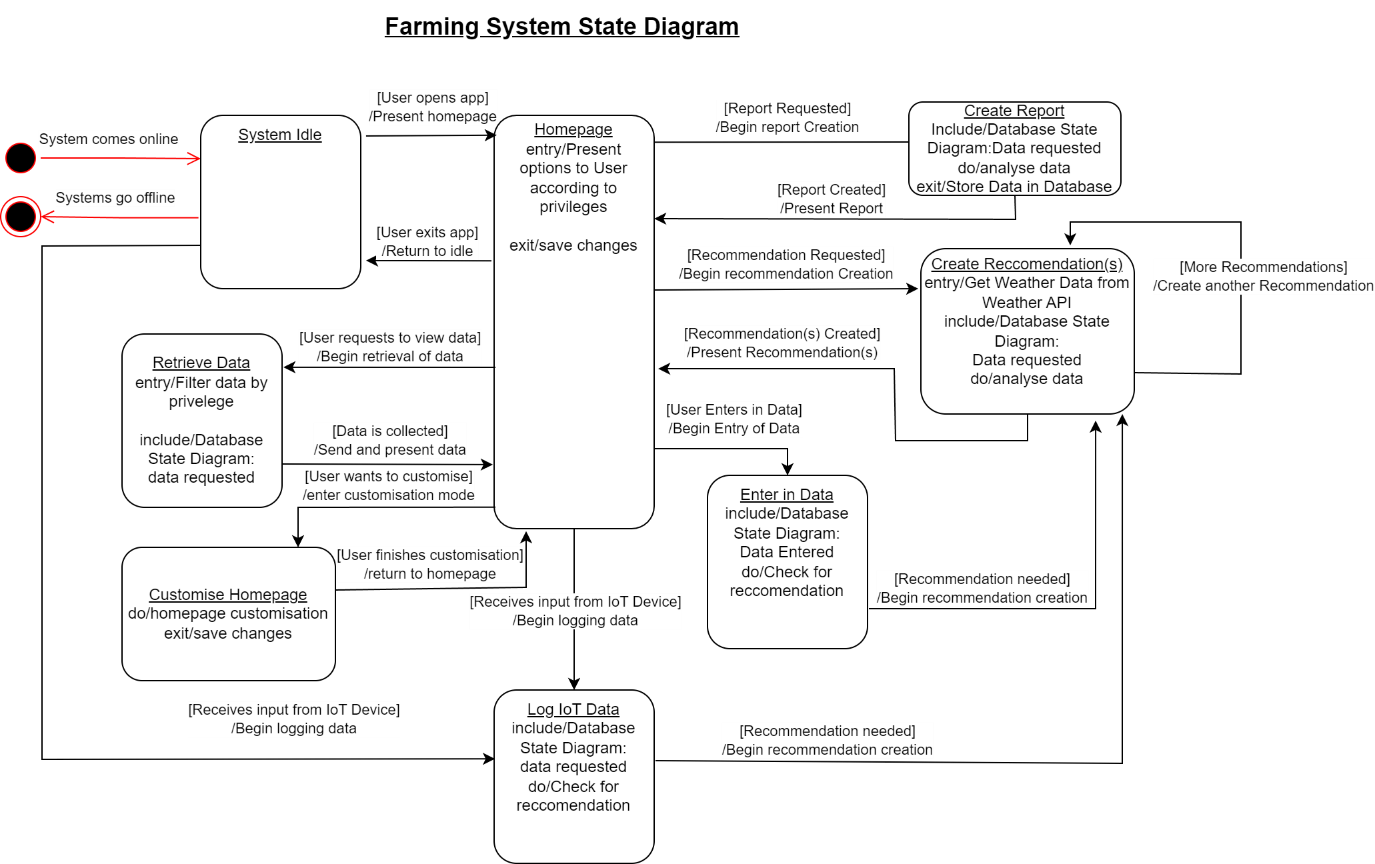 Farming System State Diagram
System comes online
Systems go offline
System Idle
[User opens app]
/Present homepage
[User exits app]
/Return to idle
Homepage
entry/Present
options to User
according to
privileges
exit/save changes
[Report Requested]
/Begin report Creation
[Report Created]
/Present Report
Create Report
Include/Database State
Diagram:Data requested
do/analyse data
exit/Store Data in Database
[Recommendation Requested]
/Begin recommendation Creation
[Recommendation(s) Created]
/Present Recommendation(s)
Create Reccomendation(s)
entry/Get Weather Data from
Weather API
include/Database State
Diagram:
Data requested
do/analyse data
[More Recommendations]
/Create another Recommendation
[User requests to view data]
/Begin retrieval of data
Retrieve Data
entry/Filter data by
privelege
include/Database
State Diagram:
data requested
[Data is collected]
/Send and present data
[User wants to customise]
/enter customisation mode
[User Enters in Data]
/Begin Entry of Data
Enter in Data
include/Database
State Diagram:
Data Entered
do/Check for
reccomendation
[Recommendation needed]
/Begin recommendation creation
[User finishes customisation]
/return to homepage
Customise Homepage
do/homepage customisation
exit/save changes
[Receives input from IoT Device]
/Begin logging data
[Receives input from IoT Device]
/Begin logging data
Log IoT Data
include/Database
State Diagram:
data requested
do/Check for
reccomendation
[Recommendation needed]
/Begin recommendation creation